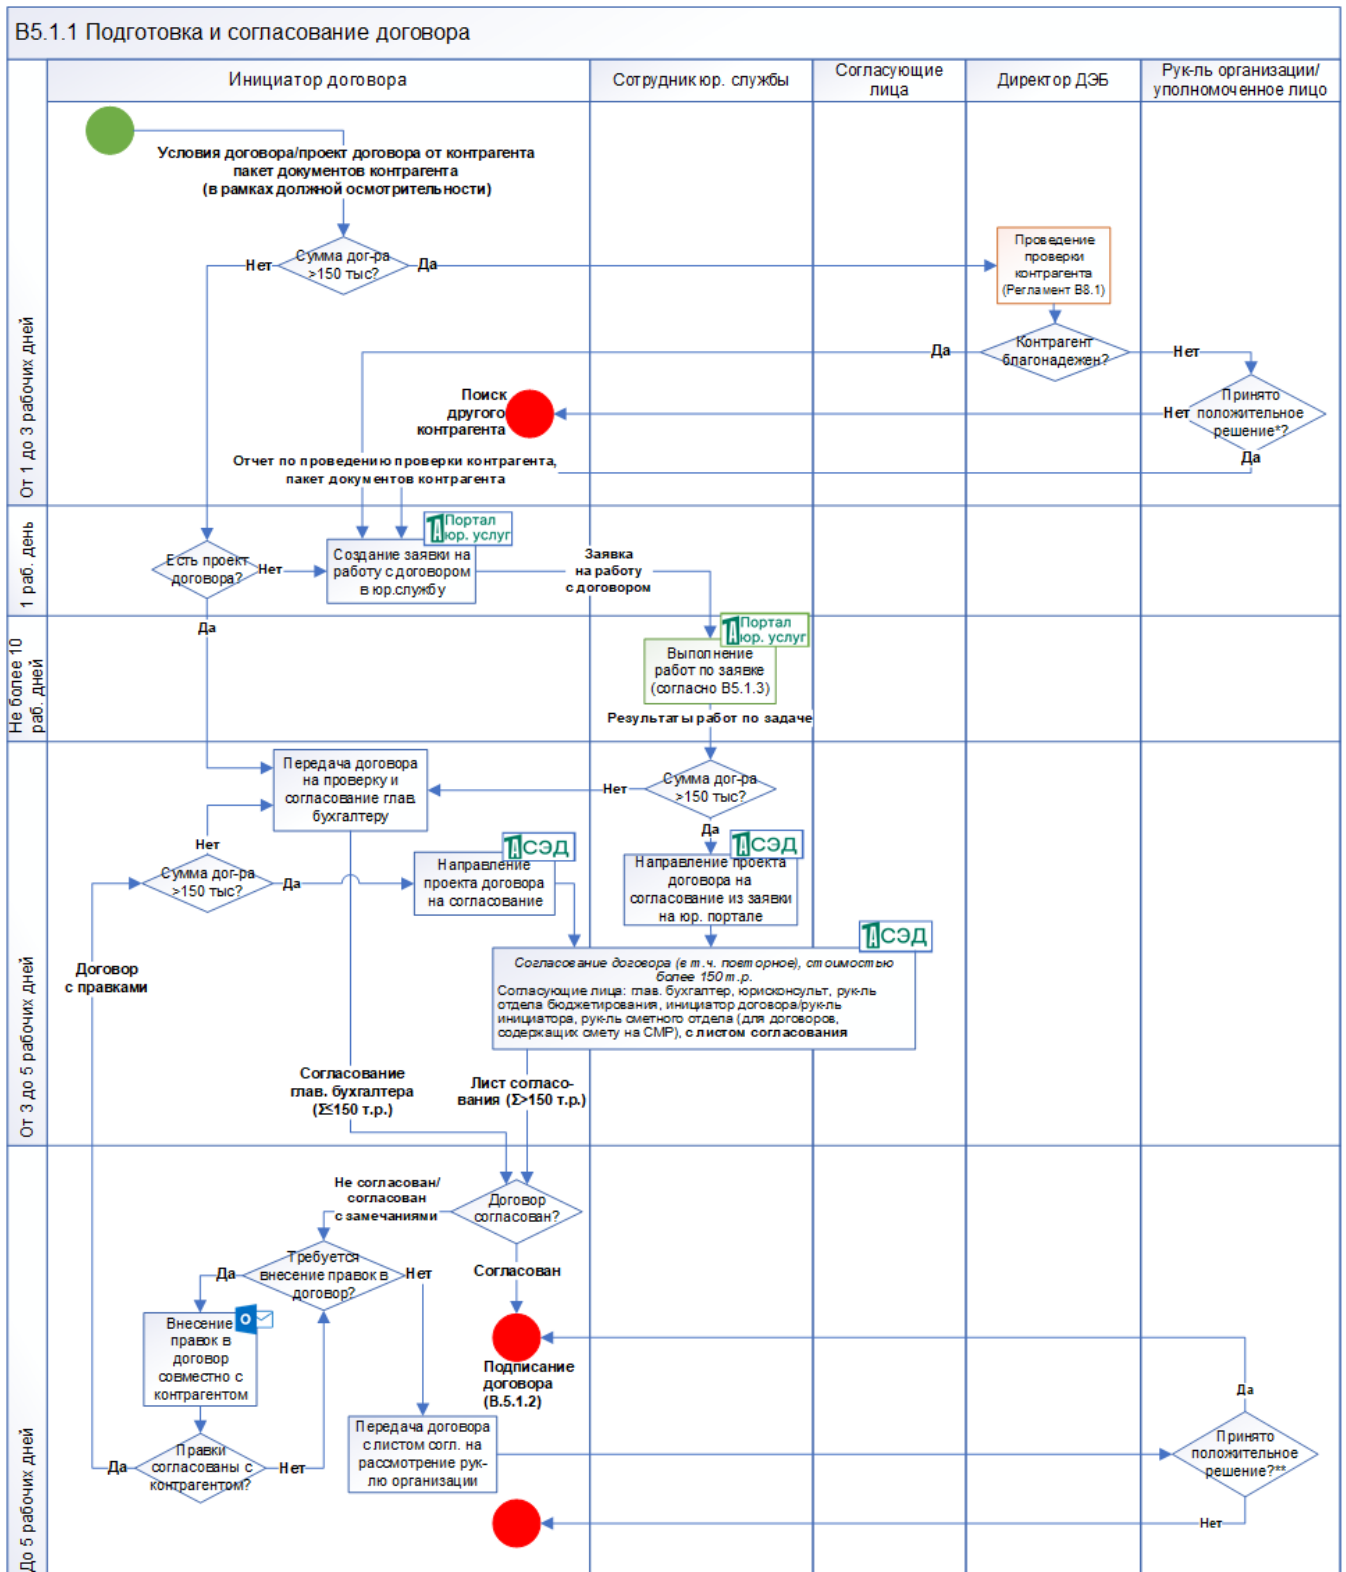 В5.1.1 Подготовка и согласование договора
Инициатор договора
Сотрудник юр. службы
Согласующие
лица
Директор ДЭБ
Рук-ль организации/
уполномоченное лицо
От 1 до 3 рабочих дней
Условия договора/проект договора от контрагента
пакет документов контрагента
(в рамках должной осмотрительности)
Сумма дог-ра
>150 тыс?
Нет
Да
Проведение
проверки
контрагента
(Регламент В8.1)
Контрагент
благонадежен?
Да
Нет
Принято
положительное
решение*?
Нет
Да
Поиск
другого
контрагента
Отчет по проведению проверки контрагента,
пакет документов контрагента
1 раб. день
Есть проект
договора?
Нет
Да
Портал
юр. услуг
Создание заявки на
работу с договором
в юр.службу
Заявка
на работу
с договором
Не более 10
раб. дней
Портал
юр. услуг
Выполнение
работ по заявке
(согласно В5.1.3)
Результаты работ по задаче
От 3 до 5 рабочих дней
Передача договора
на проверку и
согласование глав.
бухгалтеру
Сумма дог-ра
>150 тыс?
Нет
Да
Нет
Сумма дог-ра
>150 тыс?
Да
СЭД
Направление
проекта договора
на согласование
СЭД
Направление проекта
договора на
согласование из заявки
на юр. портале
СЭД
Согласование договора (в т.ч. повторное), стоимостью
более 150 т.р.
Согласующие лица: глав. бухгалтер, юрисконсульт, рук-ль
отдела бюджетирования, инициатор договора/рук-ль
инициатора, рук-ль сметного отдела (для договоров,
содержащих смету на СМР), с листом согласования
Договор
с правками
Согласование
глав. бухгалтера
(Σ≤150 т.р.)
Лист согласо-
вания (Σ>150 т.р.)
До 5 рабочих дней
Не согласован/
согласован
с замечаниями
Договор
согласован?
Согласован
Требуется
внесение правок в
договор?
Да
Нет
Внесение
правок в
договор
совместно с
контрагентом
Подписание
договора
(В.5.1.2)
Правки
согласованы с
контрагентом?
Да
Нет
Передача договора
с листом согл. на
рассмотрение рук-
лю организации
Да
Принято
положительное
решение?**
Нет